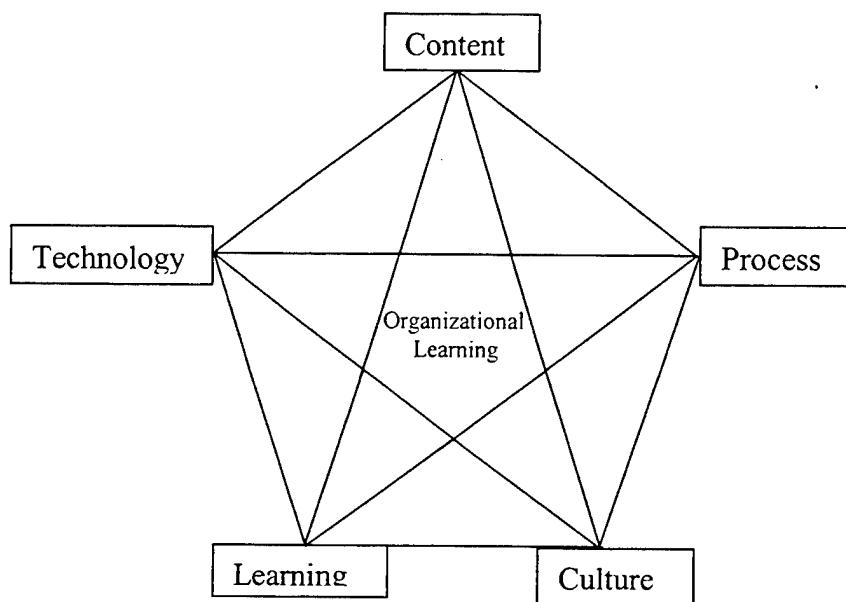 Content
Technology
Process
Organizational
Learning
Learning
Culture